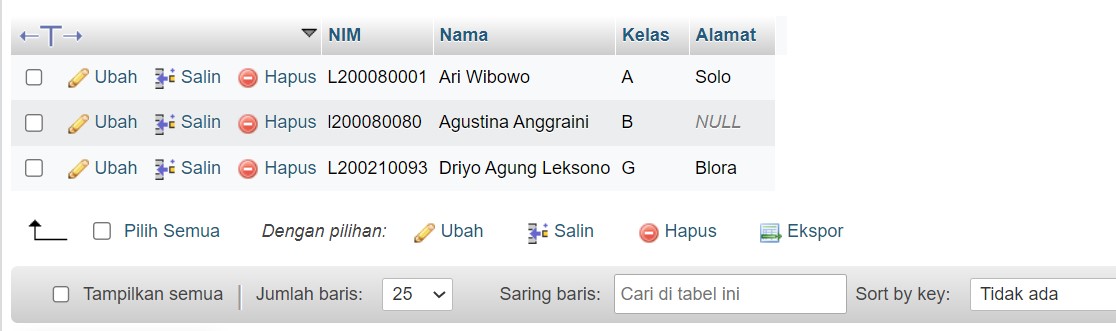 NIM Nama Kelas Alamat
Ubah Salin Hapus L200080001 Ari Wibowo A Solo
Ubah Salin Hapus l200080080 Agustina Anggraini B NULL
Ubah Salin Hapus L200210093 Driyo Agung Leksono G Blora
Pilih Semua Dengan pilihan: Ubah Salin Hapus Ekspor
Tampilkan semua | Jumlah baris: 25 Saring baris: Cari di tabel ini Sort by key: Tidak ada